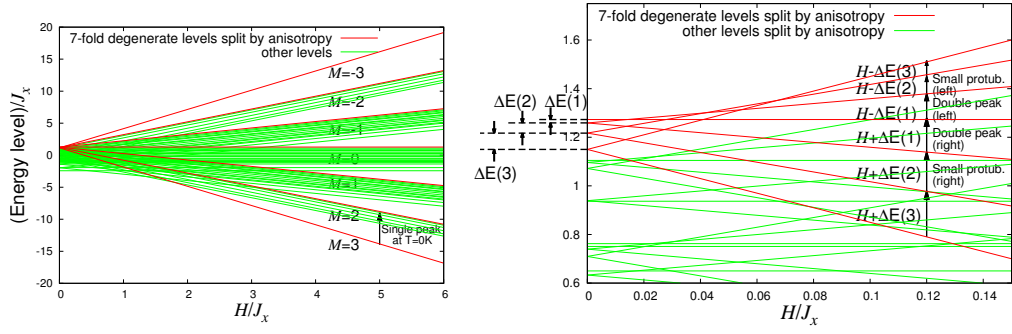 7-fold degenerate levels split by anisotropy
other levels
(Energy level)/Jx
20
15
10
5
0
-5
-10
-15
-20
M=-3
M=-2
M=-1
M=0
M=1
M=2
M=3
Single peak
at T=0K
0
1
2
3
4
5
6
H/Jx
7-fold degenerate levels split by anisotropy
other levels
1.6
1.4
1.2
1
0.8
0.6
ΔE(2)
ΔE(1)
ΔE(3)
H-ΔE(3)
Small protub.
(left)
H-ΔE(2)
Double peak
(left)
H-ΔE(1)
H+ΔE(1)
Double peak
(right)
H+ΔE(2)
Small protub.
(right)
H+ΔE(3)
0
0.02
0.04
0.06
0.08
0.1
0.12
0.14
H/Jx